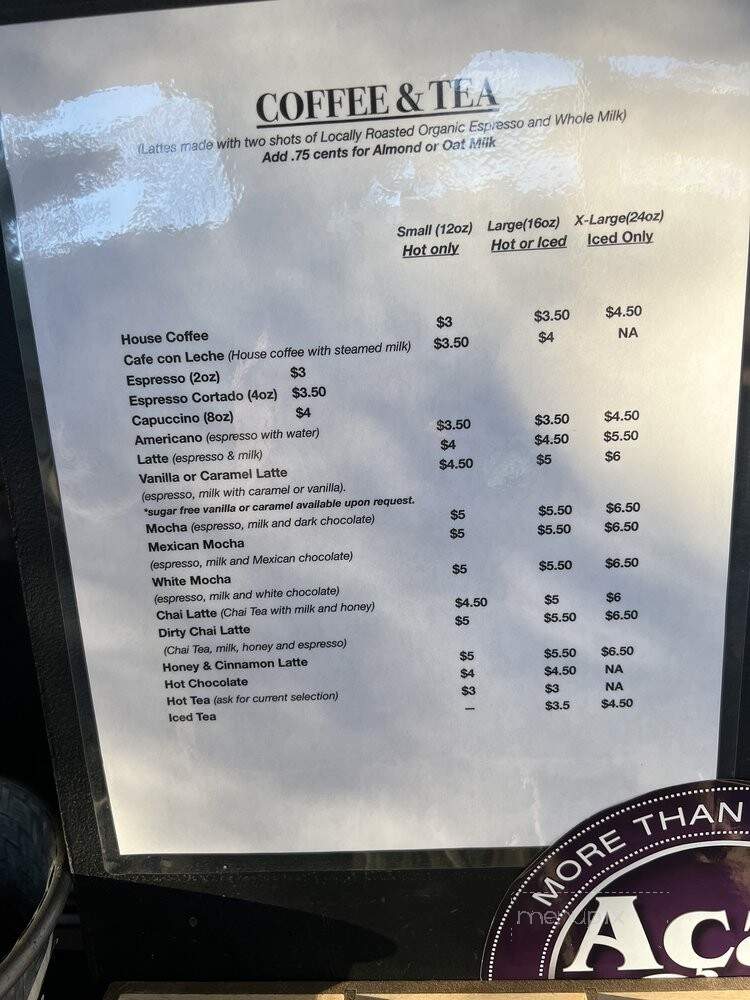 COFFEE & TEA
(Lattes made with two shots of Locally Roasted Organic Espresso and Whole Milk)
Add .75 cents for Almond or Oat Milk
Small (12oz) Large(16oz) X-Large(24oz)
Hot only Hot or Iced Iced Only
House Coffee $3 $3.50 $4.50
Cafe con Leche (House coffee with steamed milk) $3.50 $4 NA
Espresso (2oz) $3
Espresso Cortado (4oz) $3.50
Capuccino (8oz) $4
Americano (espresso with water) $3.50 $3.50 $4.50
Latte (espresso & milk) $4 $4.50 $5.50
Vanilla or Caramel Latte $4.50 $5 $6
(espresso, milk with caramel or vanilla).
*sugar free vanilla or caramel available upon request.
Mocha (espresso, milk and dark chocolate) $5 $5.50 $6.50
Mexican Mocha $5 $5.50 $6.50
(espresso, milk and Mexican chocolate)
White Mocha $5 $5.50 $6.50
(espresso, milk and white chocolate)
Chai Latte (Chai Tea with milk and honey) $4.50 $5 $6
Dirty Chai Latte $5 $5.50 $6.50
(Chai Tea, milk, honey and espresso)
Honey & Cinnamon Latte $5 $5.50 $6.50
Hot Chocolate $4 $4.50 NA
Hot Tea (ask for current selection) $3 $3 NA
Iced Tea — $3.5 $4.50
MORE THAN